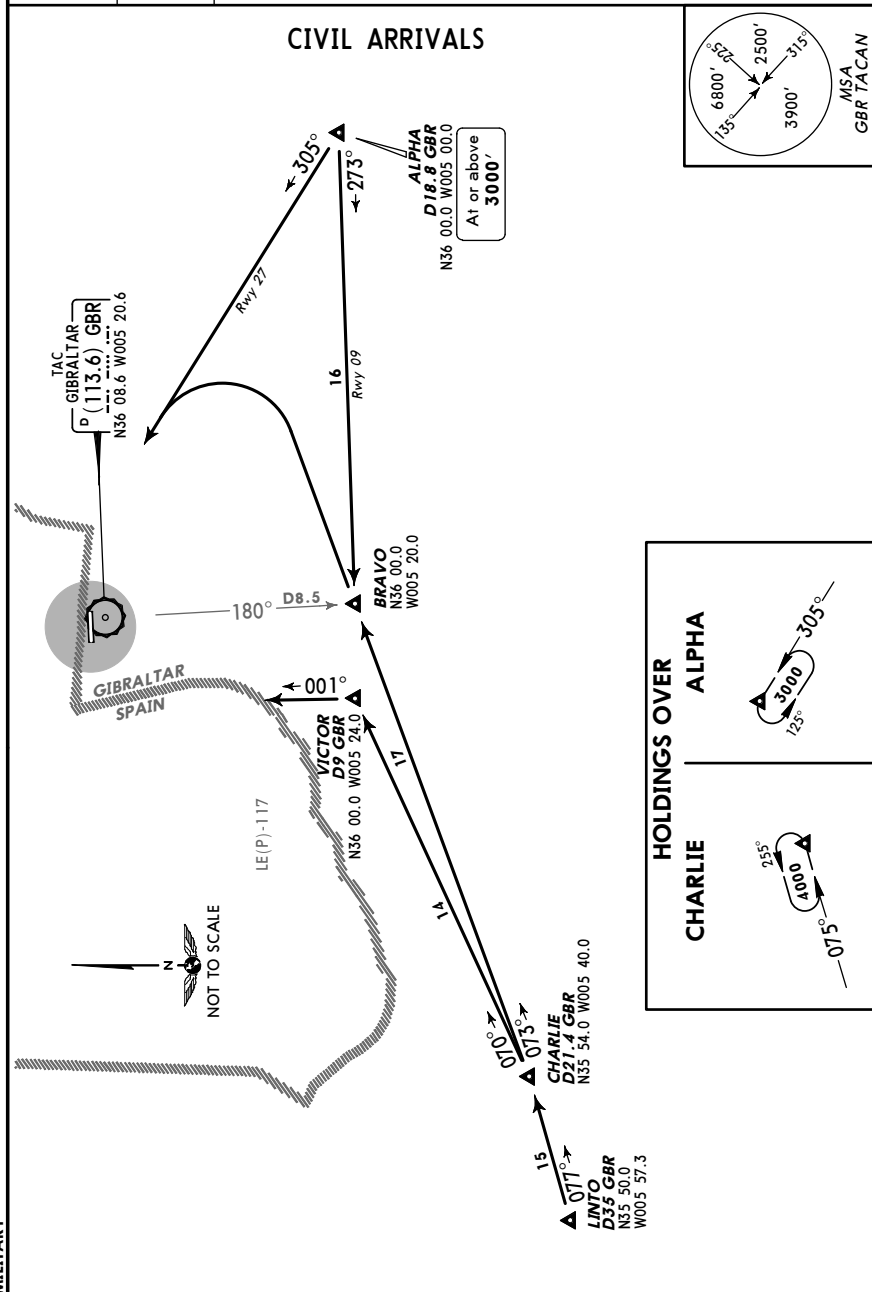 CIVIL ARRIVALS
MILITARY
225°
315°
135°
6800'
2500'
3900'
MSA
GBR TACAN
TAC
GIBRALTAR
P (113.6) GBR
N36 08.6 W005 20.6
305°
273°
Rwy 27
16
Rwy 09
ALPHA
D18.8 GBR
N36 00.0 W005 00.0
At or above
3000'
180° D8.5
BRAVO
N36 00.0
W005 20.0
GIBRALTAR
SPAIN
LE(P)-117
001°
VICTOR
D9 GBR
N36 00.0 W005 24.0
17
14
N
NOT TO SCALE
070°
073°
CHARLIE
D21.4 GBR
N35 54.0 W005 40.0
15
077°
LINTO
D35 GBR
N35 50.0
W005 57.3
HOLDINGS OVER
CHARLIE
255°
4000
075°
ALPHA
305°
3000
125°